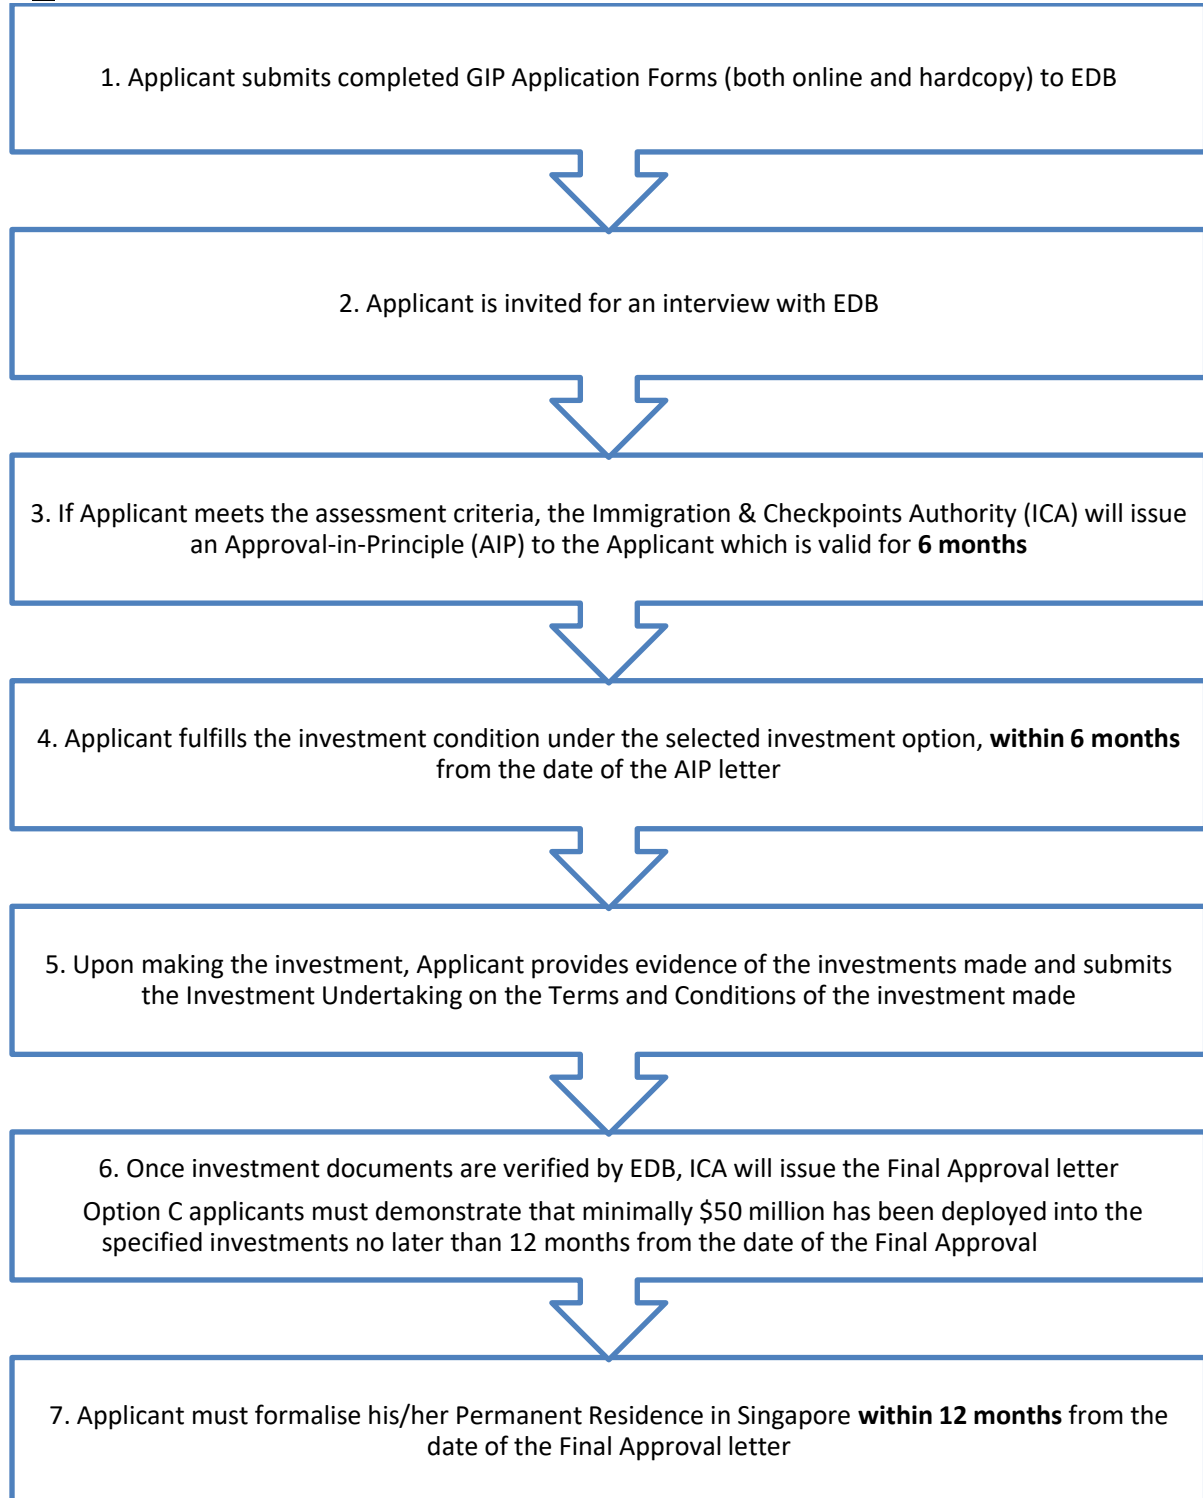 1. Applicant submits completed GIP Application Forms (both online and hardcopy) to EDB
2. Applicant is invited for an interview with EDB
3. If Applicant meets the assessment criteria, the Immigration & Checkpoints Authority (ICA) will issue
an Approval-in-Principle (AIP) to the Applicant which is valid for 6 months
4. Applicant fulfills the investment condition under the selected investment option, within 6 months
from the date of the AIP letter
5. Upon making the investment, Applicant provides evidence of the investments made and submits
the Investment Undertaking on the Terms and Conditions of the investment made
6. Once investment documents are verified by EDB, ICA will issue the Final Approval letter
Option C applicants must demonstrate that minimally $50 million has been deployed into the
specified investments no later than 12 months from the date of the Final Approval
7. Applicant must formalise his/her Permanent Residence in Singapore within 12 months from the
date of the Final Approval letter